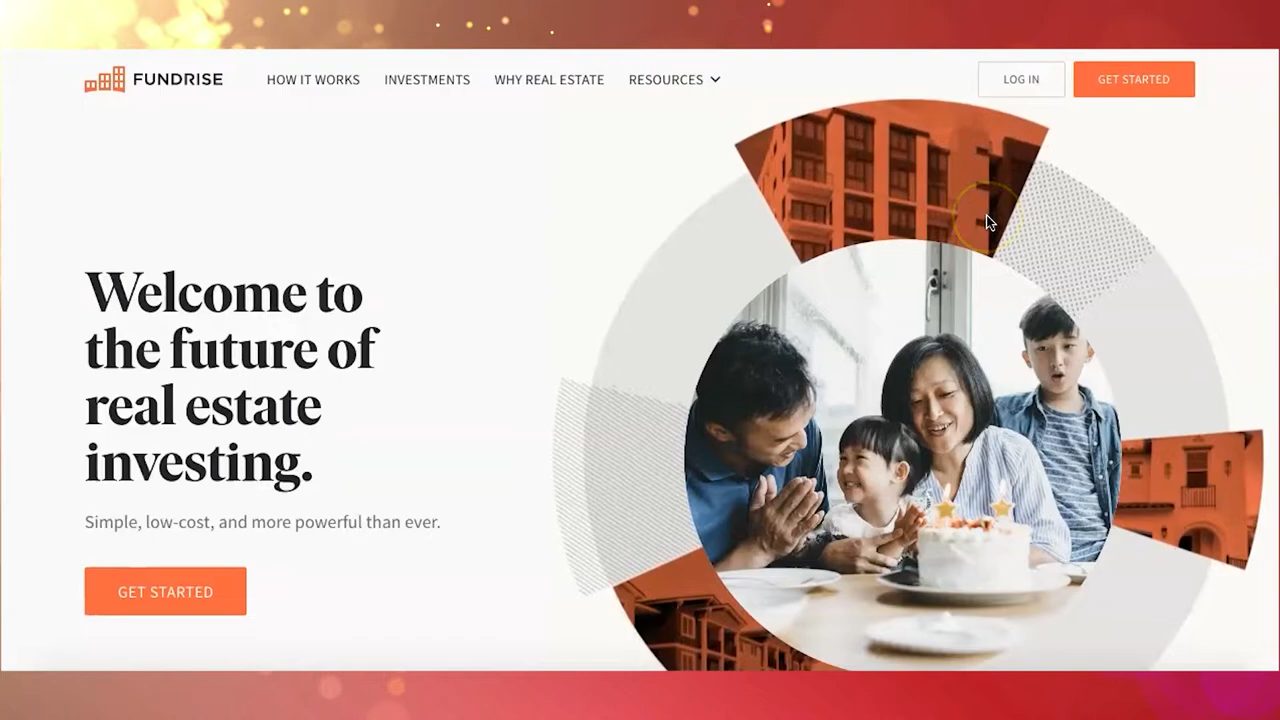 FUNDRISE
HOW IT WORKS
INVESTMENTS
WHY REAL ESTATE
RESOURCES
LOG IN
GET STARTED
Welcome to
the future of
real estate
investing.
Simple, low-cost, and more powerful than ever.
GET STARTED